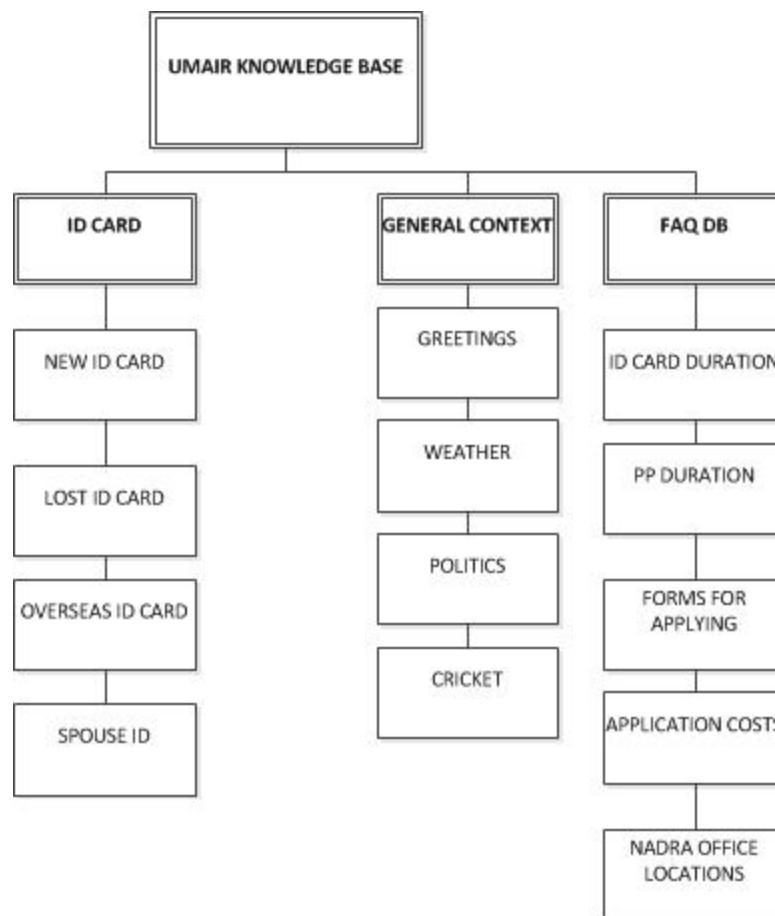 UMAIR KNOWLEDGE BASE
ID CARD
NEW ID CARD
LOST ID CARD
OVERSEAS ID CARD
SPOUSE ID
GENERAL CONTEXT
GREETINGS
WEATHER
POLITICS
CRICKET
FAQ DB
ID CARD DURATION
PP DURATION
FORMS FOR
APPLYING
APPLICATION COSTS
NADRA OFFICE
LOCATIONS